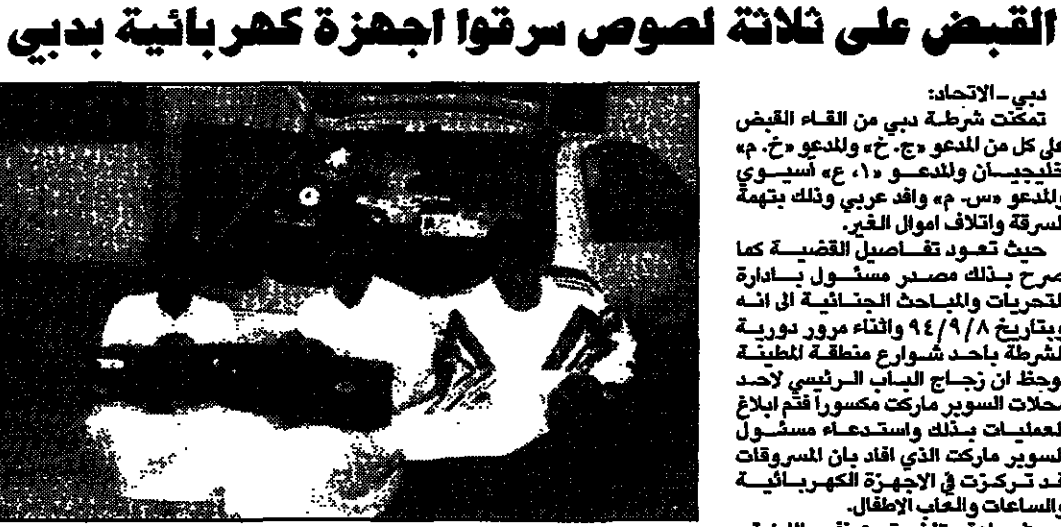 القبض على ثلاثة لصوص سرقوا اجهزة كهربائية بدبي
دبي ـ الاتحاد:
تمكنت شرطة دبي من القاء القبض
على كل من المدعو «ج. خ» والمدعو «خ. م»
خليجيان والمدعو «١، ع» آسيوي
والمدعو «س. م» وافد عربي وذلك بتهمة
السرقة واتلاف اموال الغير.
حيث تعود تفاصيل القضية كما
صرح بذلك مصدر مسئول بادارة
التحريات والمباحث الجنائية الى انه
وبتاريخ ٩٤/٩/٨ واثناء مرور دورية
الشرطة باحد شوارع منطقة المطينة
لوحظ ان زجاج الباب الرئيسي لاحد
محلات السوبر ماركت مكسوراً فتم ابلاغ
العمليات بذلك واستدعاء مسئول
السوبر ماركت الذي افاد بان المسروقات
قد تركزت في الاجهزة الكهربائية
والساعات والعاب الاطفال.